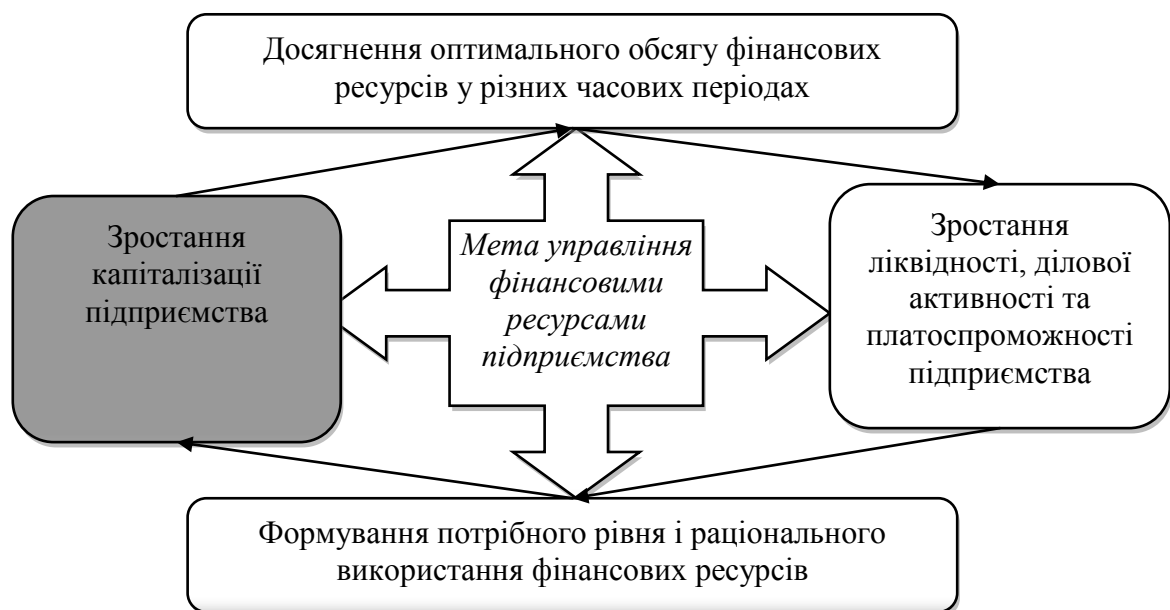 Досягнення оптимального обсягу фінансових
ресурсів у різних часових періодах
Зростання
капіталізації
підприємства
Мета управління
фінансовими
ресурсами
підприємства
Зростання
ліквідності, ділової
активності та
платоспроможності
підприємства
Формування потрібного рівня і раціонального
використання фінансових ресурсів